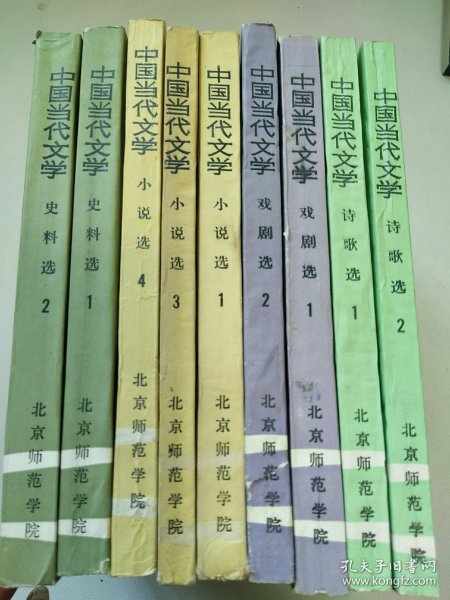 中国当代文学
史料选
2
北京师范学院
中国当代文学
史料选
1
北京师范学院
中国当代文学
小说选
4
北京师范学院
中国当代文学
小说选
3
北京师范学院
中国当代文学
小说选
1
北京师范学院
中国当代文学
戏剧选
2
北京师范学院
中国当代文学
戏剧选
1
北京师范学院
中国当代文学
诗歌选
1
北京师范学院
中国当代文学
诗歌选
2
北京师范学院
孔夫子旧书网
www.kongfz.com